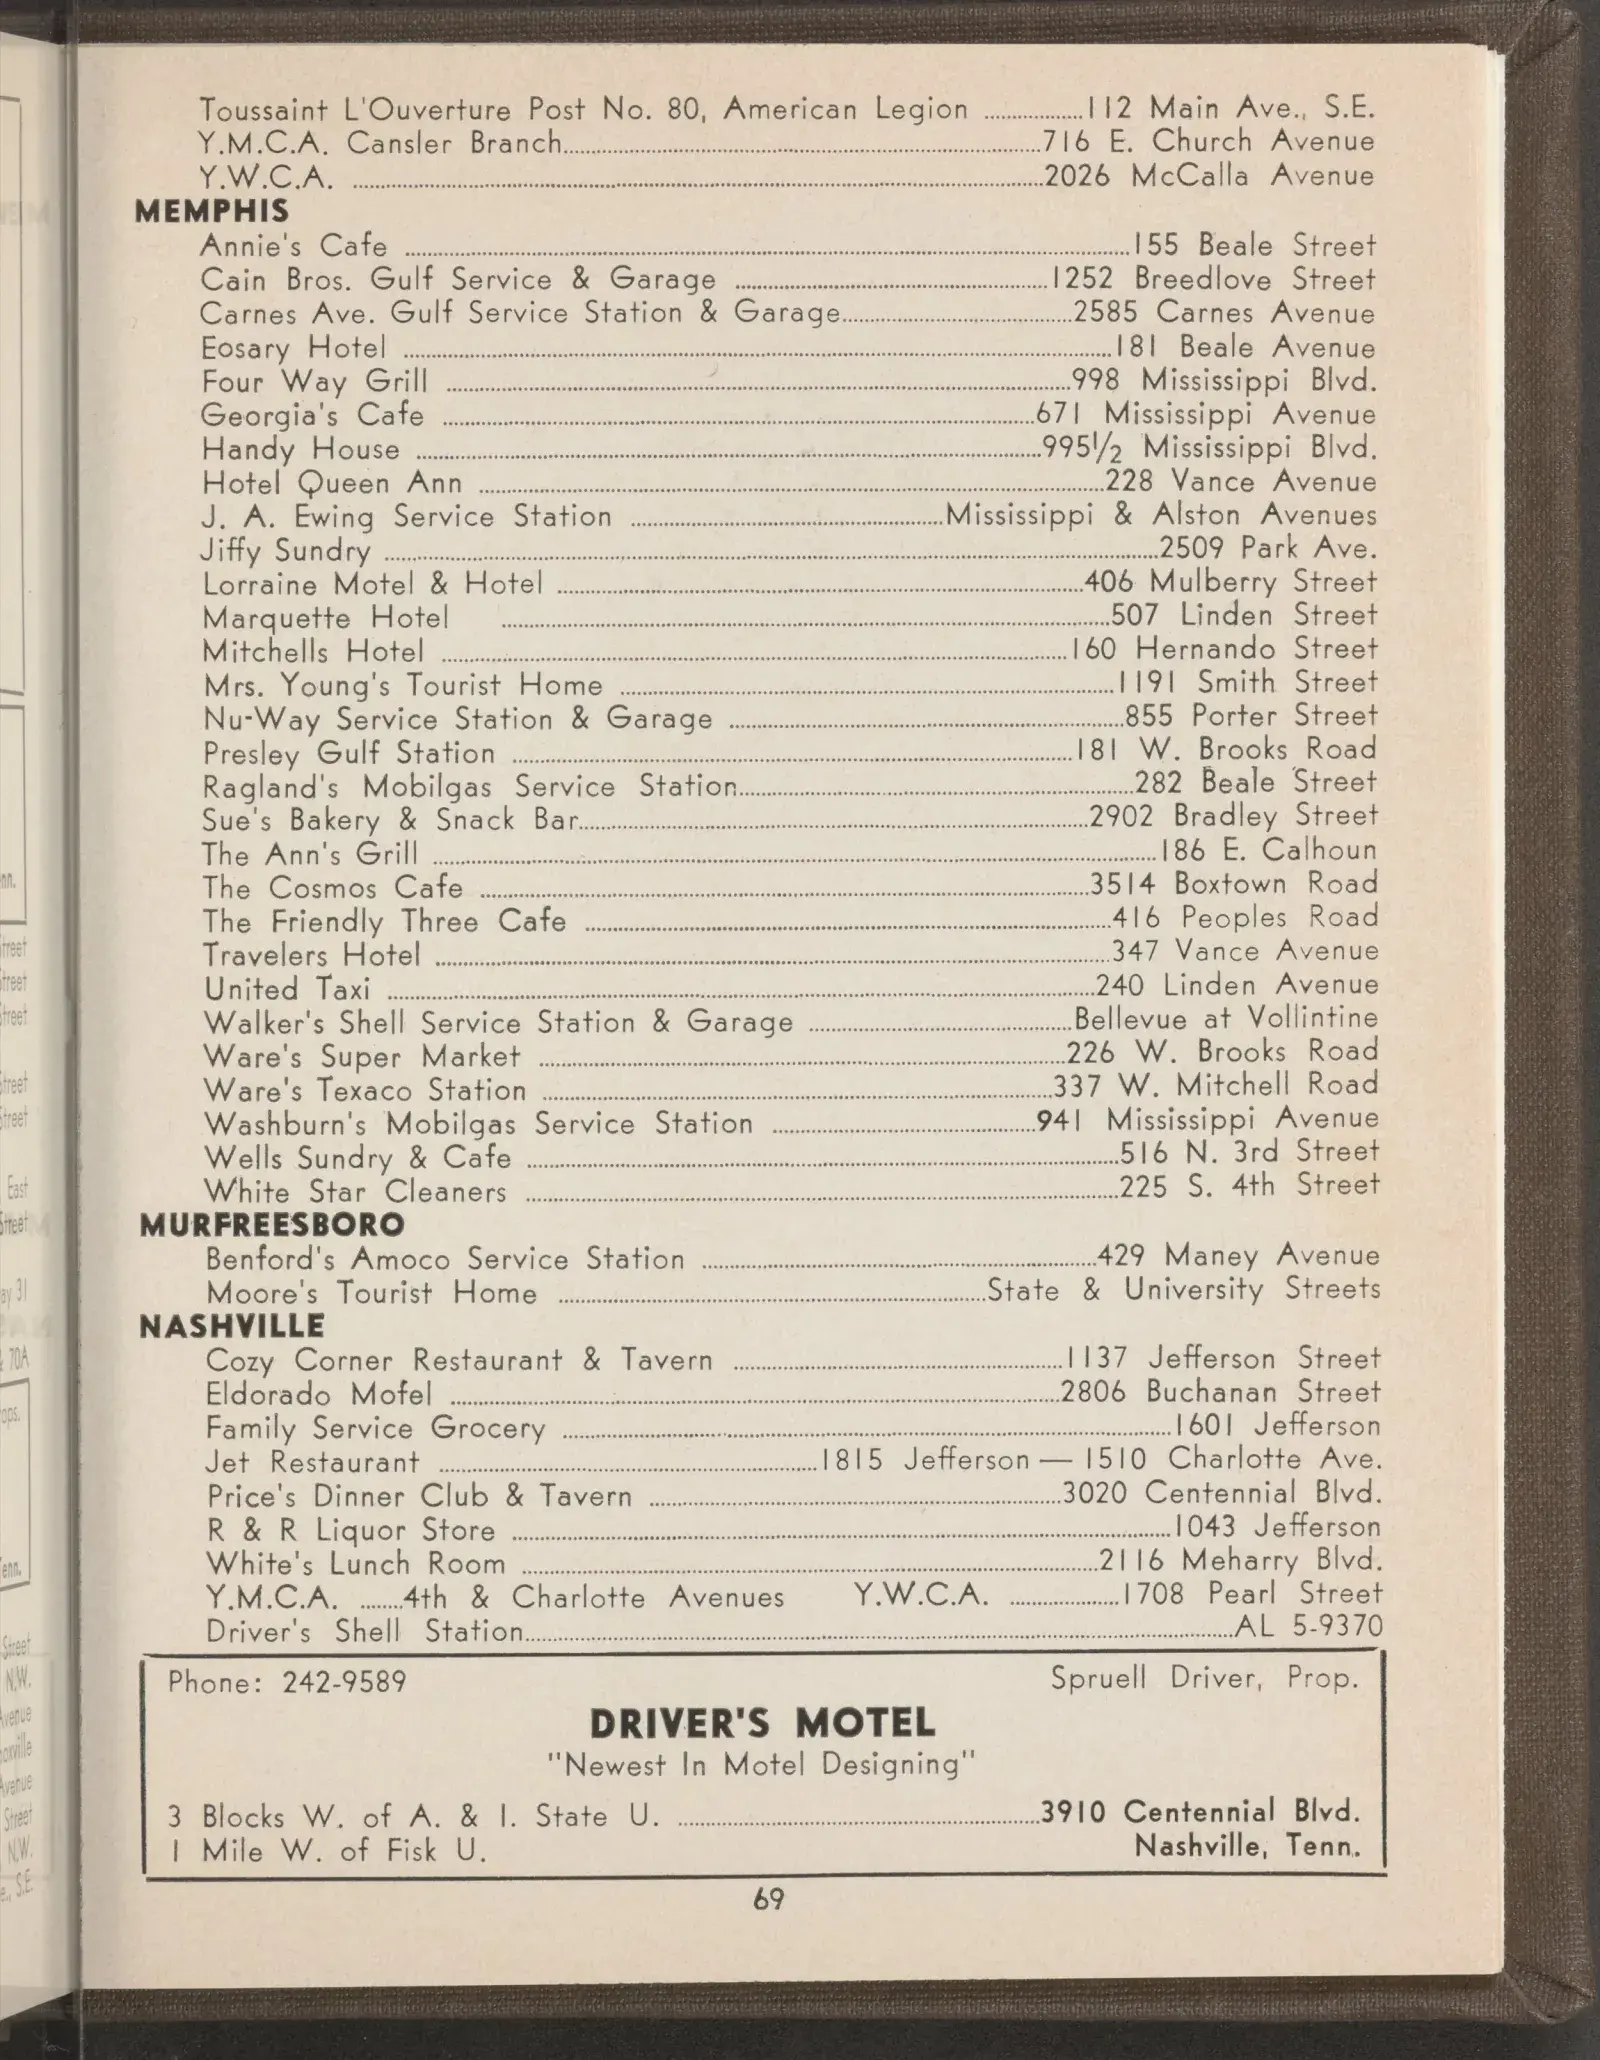 Toussaint L'Ouverture Post No. 80, American Legion ..........112 Main Ave., S.E.
Y.M.C.A. Cansler Branch..........716 E. Church Avenue
Y.W.C.A. ..........2026 McCalla Avenue
MEMPHIS
Annie's Cafe ..........155 Beale Street
Cain Bros. Gulf Service & Garage ..........1252 Breedlove Street
Carnes Ave. Gulf Service Station & Garage..........2585 Carnes Avenue
Eosary Hotel ..........181 Beale Avenue
Four Way Grill ..........998 Mississippi Blvd.
Georgia's Cafe ..........671 Mississippi Avenue
Handy House ..........995½ Mississippi Blvd.
Hotel Queen Ann ..........228 Vance Avenue
J. A. Ewing Service Station ..........Mississippi & Alston Avenues
Jiffy Sundry ..........2509 Park Ave.
Lorraine Motel & Hotel ..........406 Mulberry Street
Marquette Hotel ..........507 Linden Street
Mitchells Hotel ..........160 Hernando Street
Mrs. Young's Tourist Home ..........1191 Smith Street
Nu-Way Service Station & Garage ..........855 Porter Street
Presley Gulf Station ..........181 W. Brooks Road
Ragland's Mobilgas Service Station..........282 Beale Street
Sue's Bakery & Snack Bar..........2902 Bradley Street
The Ann's Grill ..........186 E. Calhoun
The Cosmos Cafe ..........3514 Boxtown Road
The Friendly Three Cafe ..........416 Peoples Road
Travelers Hotel ..........347 Vance Avenue
United Taxi ..........240 Linden Avenue
Walker's Shell Service Station & Garage ..........Bellevue at Vollintine
Ware's Super Market ..........226 W. Brooks Road
Ware's Texaco Station ..........337 W. Mitchell Road
Washburn's Mobilgas Service Station ..........941 Mississippi Avenue
Wells Sundry & Cafe ..........516 N. 3rd Street
White Star Cleaners ..........225 S. 4th Street
MURFREESBORO
Benford's Amoco Service Station ..........429 Maney Avenue
Moore's Tourist Home ..........State & University Streets
NASHVILLE
Cozy Corner Restaurant & Tavern ..........1137 Jefferson Street
Eldorado Motel ..........2806 Buchanan Street
Family Service Grocery ..........1601 Jefferson
Jet Restaurant ..........1815 Jefferson — 1510 Charlotte Ave.
Price's Dinner Club & Tavern ..........3020 Centennial Blvd.
R & R Liquor Store ..........1043 Jefferson
White's Lunch Room ..........2116 Meharry Blvd.
Y.M.C.A. ........4th & Charlotte Avenues Y.W.C.A. ..........1708 Pearl Street
Driver's Shell Station..........AL 5-9370
Phone: 242-9589 Spruell Driver, Prop.
DRIVER'S MOTEL
"Newest In Motel Designing"
3 Blocks W. of A. & I. State U. ..........3910 Centennial Blvd.
1 Mile W. of Fisk U. Nashville, Tenn.
69